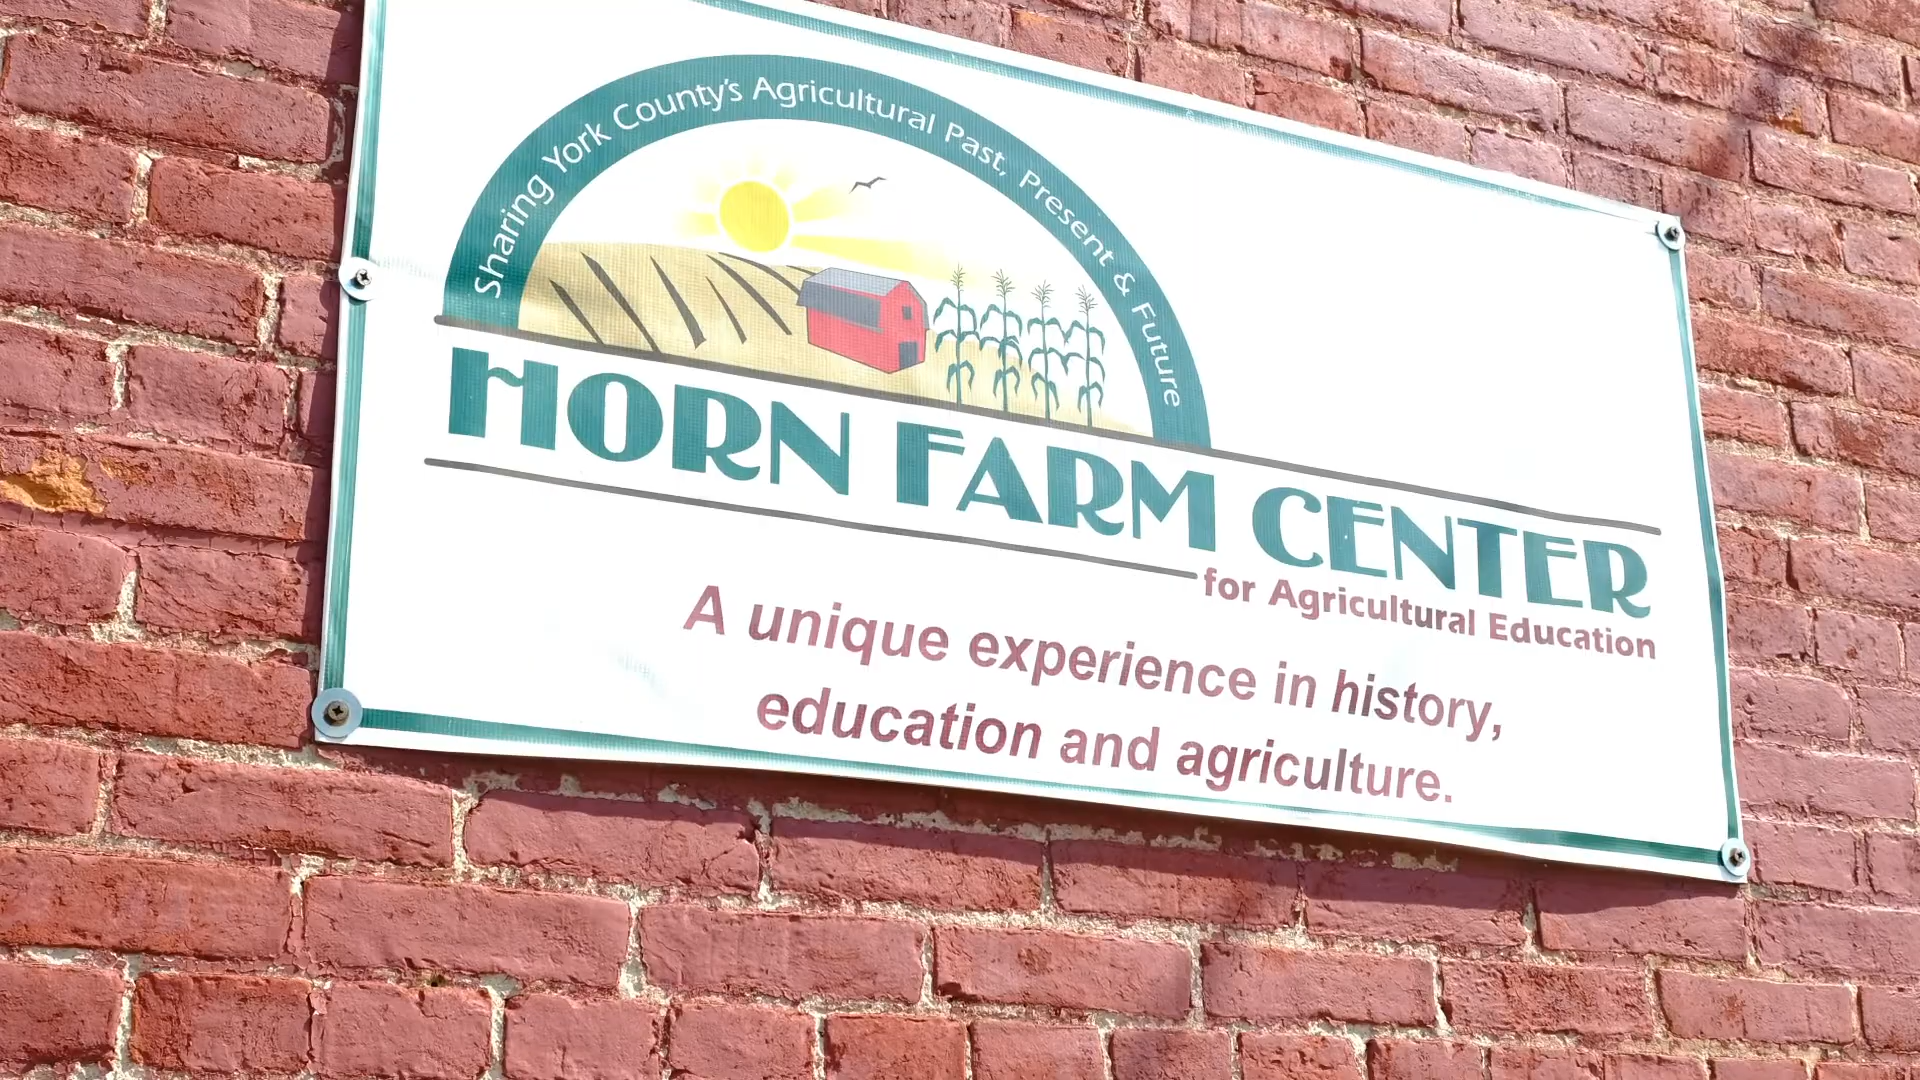 Sharing York County's Agricultural Past, Present & Future
HORN FARM CENTER
for Agricultural Education
A unique experience in history,
education and agriculture.